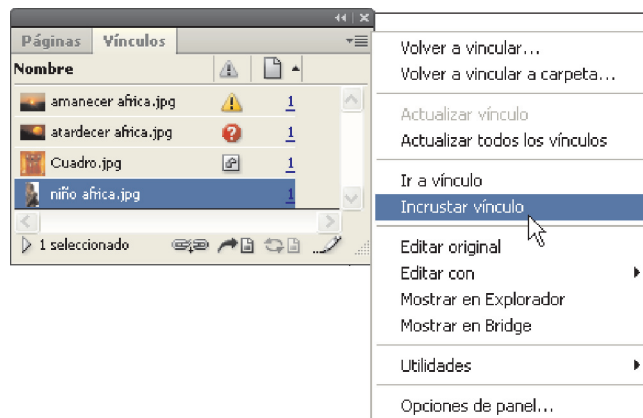 Páginas Vínculos
Nombre
amanecer africa.jpg 1
atardecer africa.jpg 1
Cuadro.jpg 1
niño africa.jpg 1
1 seleccionado
Volver a vincular...
Volver a vincular a carpeta...
Actualizar vínculo
Actualizar todos los vínculos
Ir a vínculo
Incrustar vínculo
Editar original
Editar con
Mostrar en Explorador
Mostrar en Bridge
Utilidades
Opciones de panel...